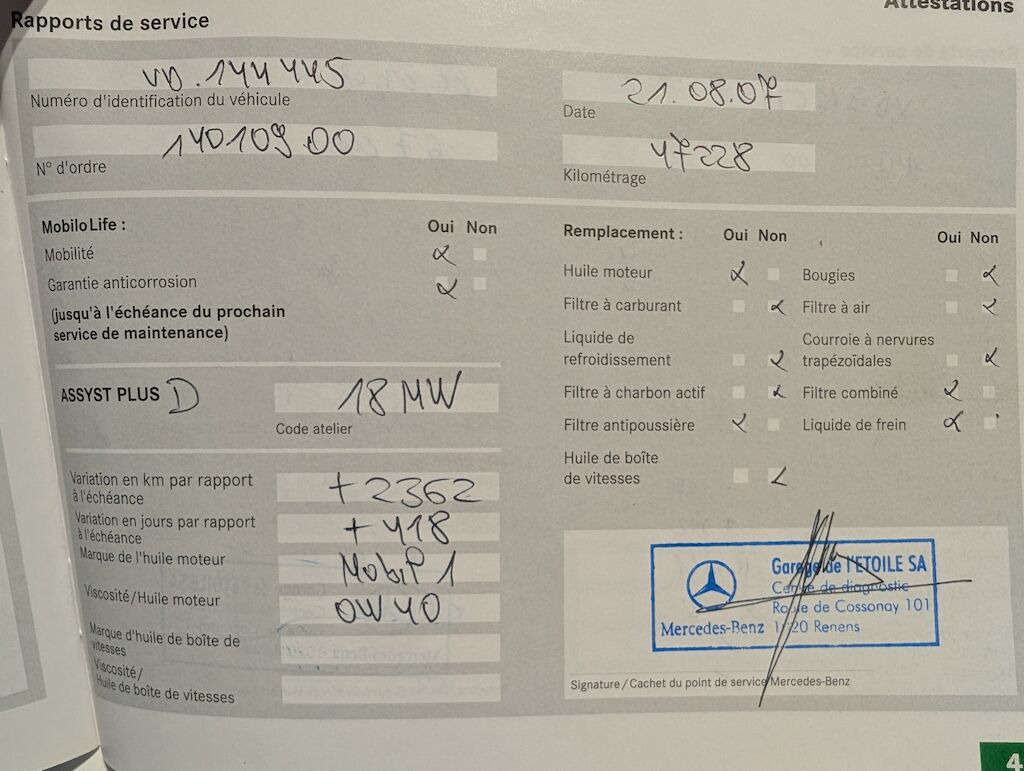 Attestations
Rapports de service
VD.144445
Numéro d'identification du véhicule
21.08.07
Date
14010900
N° d'ordre
47228
Kilométrage
MobiloLife : Oui Non
Mobilité
Garantie anticorrosion
(jusqu'à l'échéance du prochain
service de maintenance)
Remplacement : Oui Non
Huile moteur
Filtre à carburant
Liquide de
refroidissement
Filtre à charbon actif
Filtre antipoussière
Huile de boîte
de vitesses
Oui Non
Bougies
Filtre à air
Courroie à nervures
trapézoïdales
Filtre combiné
Liquide de frein
ASSYST PLUS D
18 MW
Code atelier
Variation en km par rapport
à l'échéance
+2362
Variation en jours par rapport
à l'échéance
+418
Marque de l'huile moteur
Mobil 1
Viscosité/Huile moteur
0W40
Marque d'huile de boîte de
vitesses
Viscosité/
Huile de boîte de vitesses
Garage de l'ETOILE SA
Centre de diagnostic
Route de Cossonay 101
Mercedes-Benz 1020 Renens
Signature/Cachet du point de service Mercedes-Benz
4